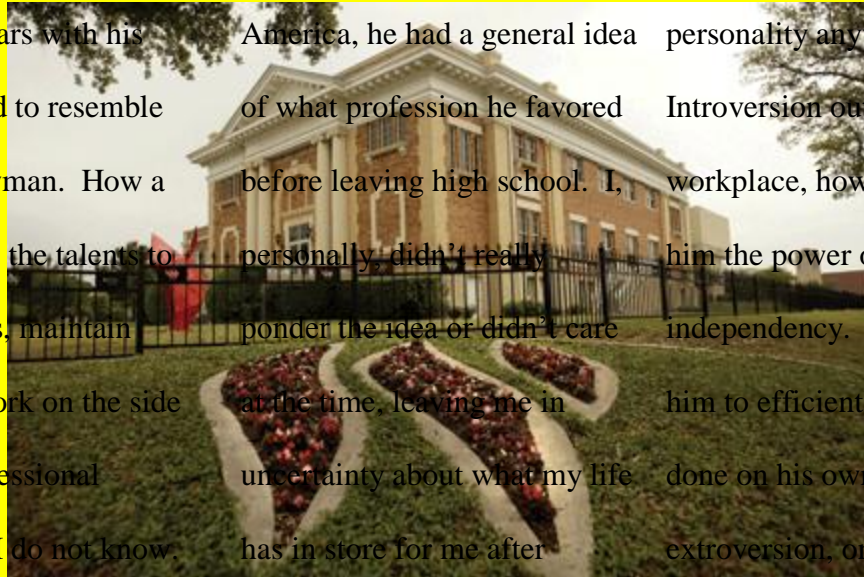 ars with his
d to resemble
man. How a
the talents to
s, maintain
ork on the side
essional
I do not know.
America, he had a general idea
of what profession he favored
before leaving high school. I,
personally, didn’t really
ponder the idea or didn’t care
at the time, leaving me in
uncertainty about what my life
has in store for me after
personality any
Introversion ou
workplace, how
him the power o
independency.
him to efficient
done on his own
extroversion, on